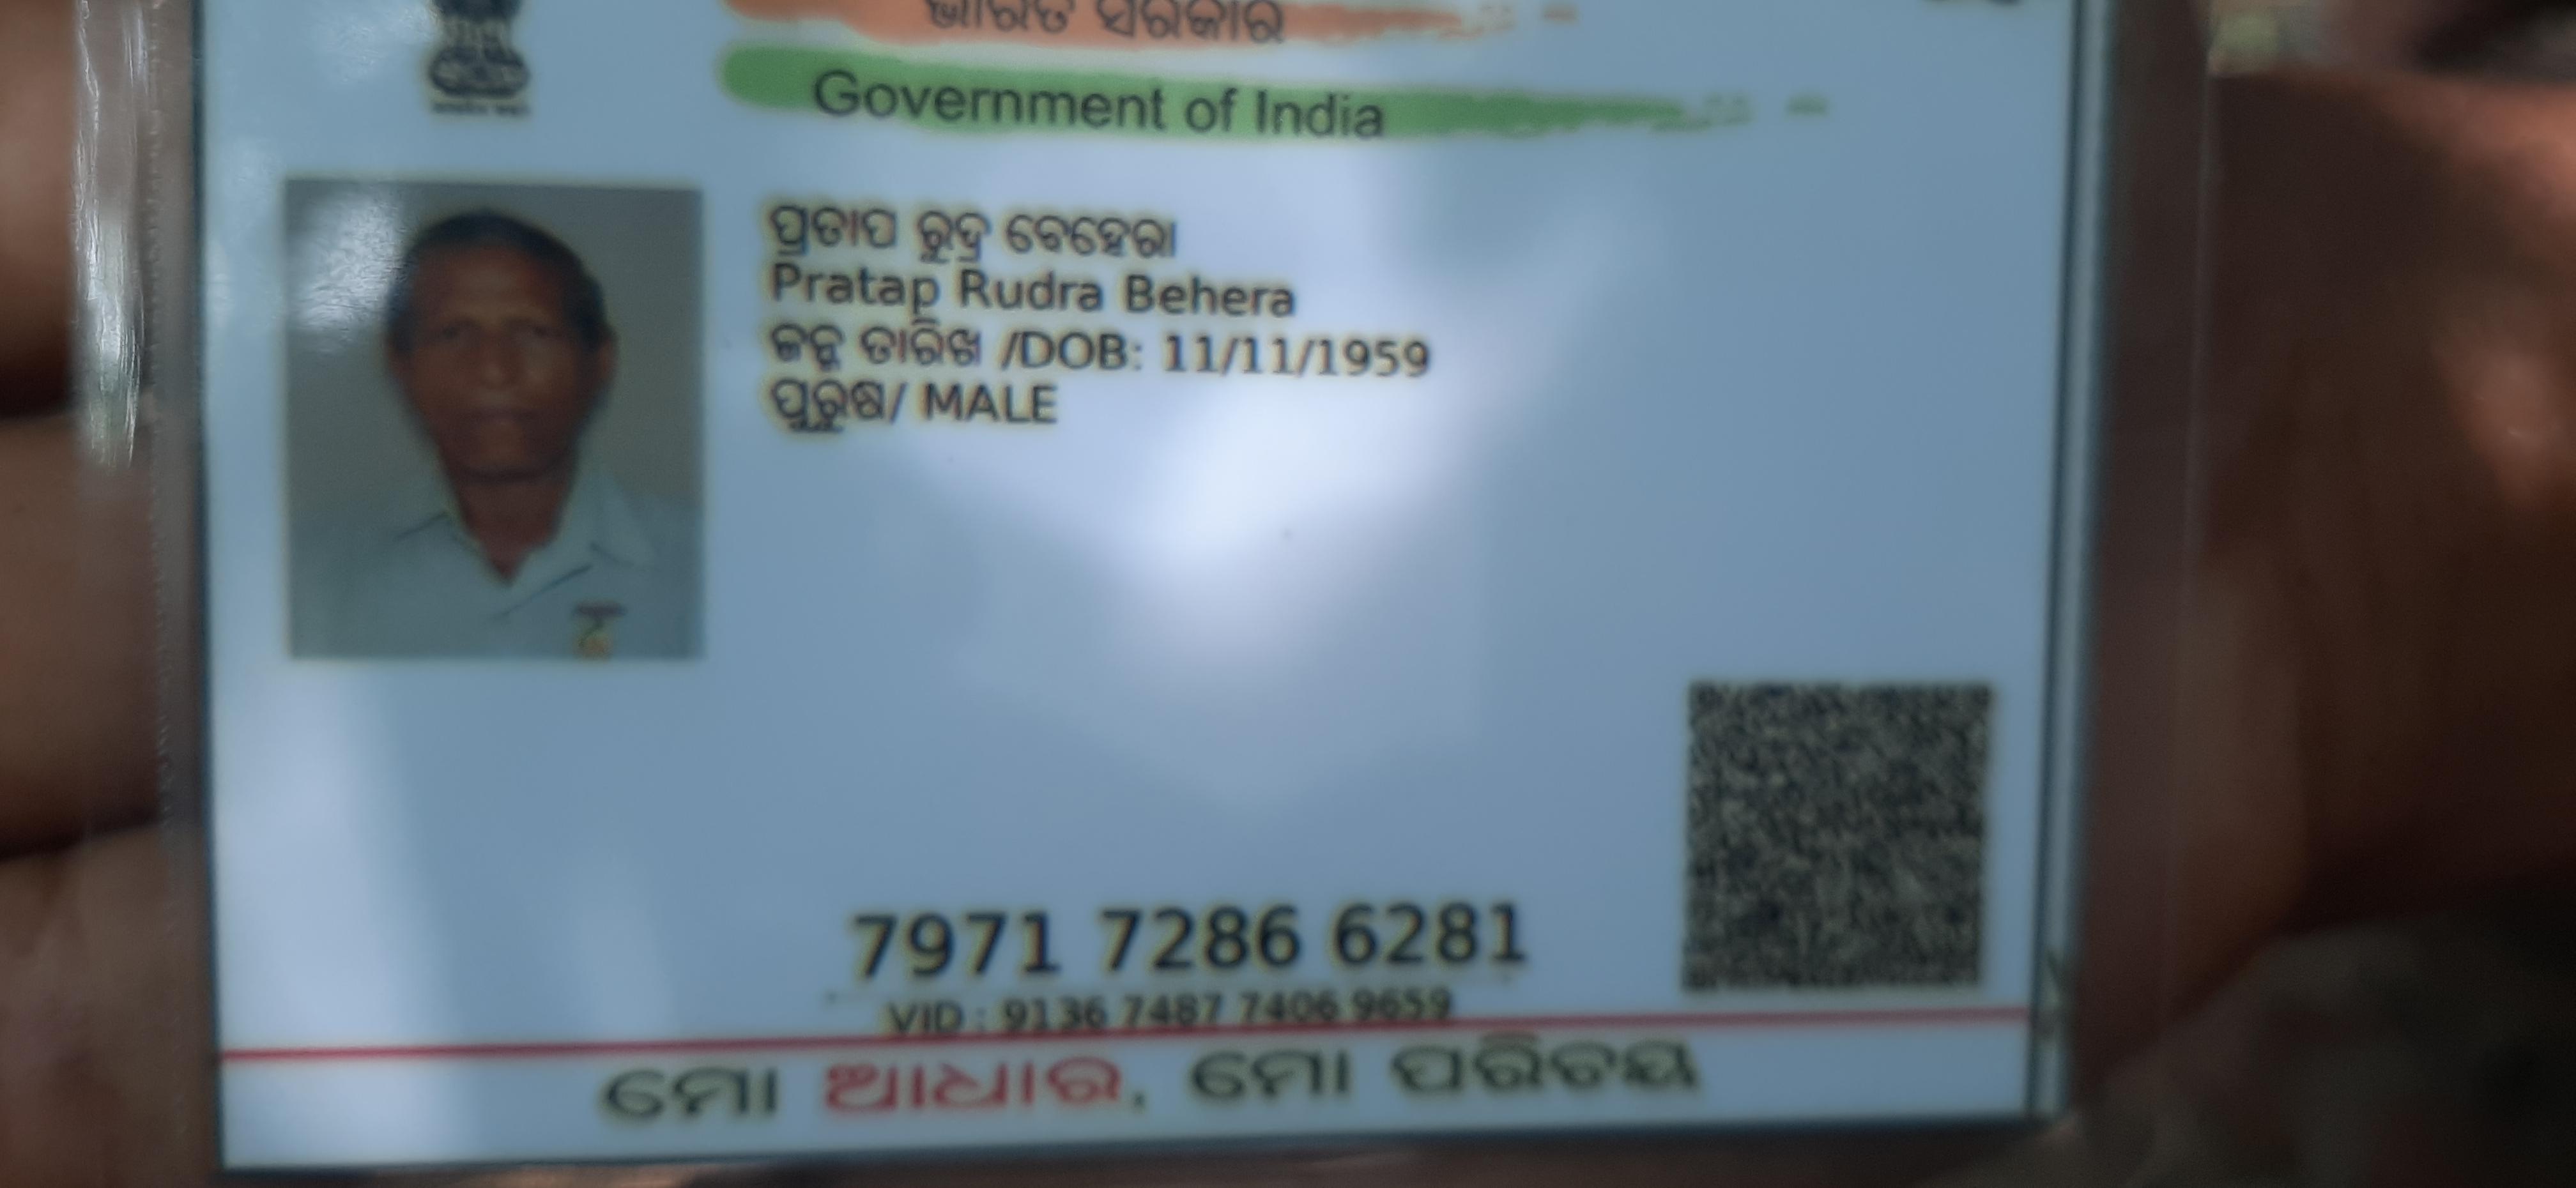 ଭାରତ ସରକାର
Government of India
ପ୍ରତାପ ରୁଦ୍ର ବେହେରା
Pratap Rudra Behera
ଜନ୍ମ ତାରିଖ /DOB: 11/11/1959
ପୁରୁଷ/ MALE
7971 7286 6281
VID : 9136 7487 7406 9659
ମୋ ଆଧାର, ମୋ ପରିଚୟ